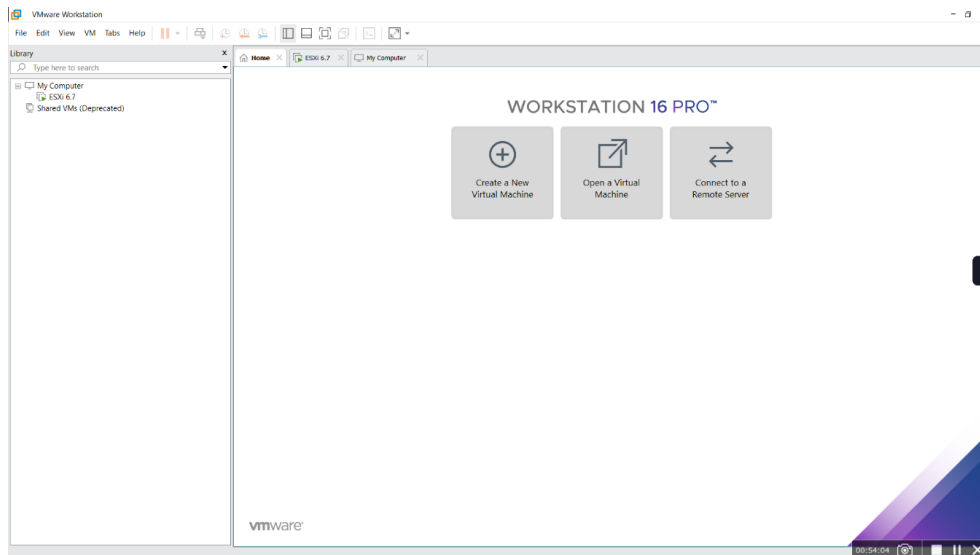 VMware Workstation
File Edit View VM Tabs Help
Library x
Type here to search
My Computer
ESXi 6.7
Shared VMs (Deprecated)
Home ESXi 6.7 My Computer
WORKSTATION 16 PRO™
Create a New
Virtual Machine
Open a Virtual
Machine
Connect to a
Remote Server
vmware®
00:54:04